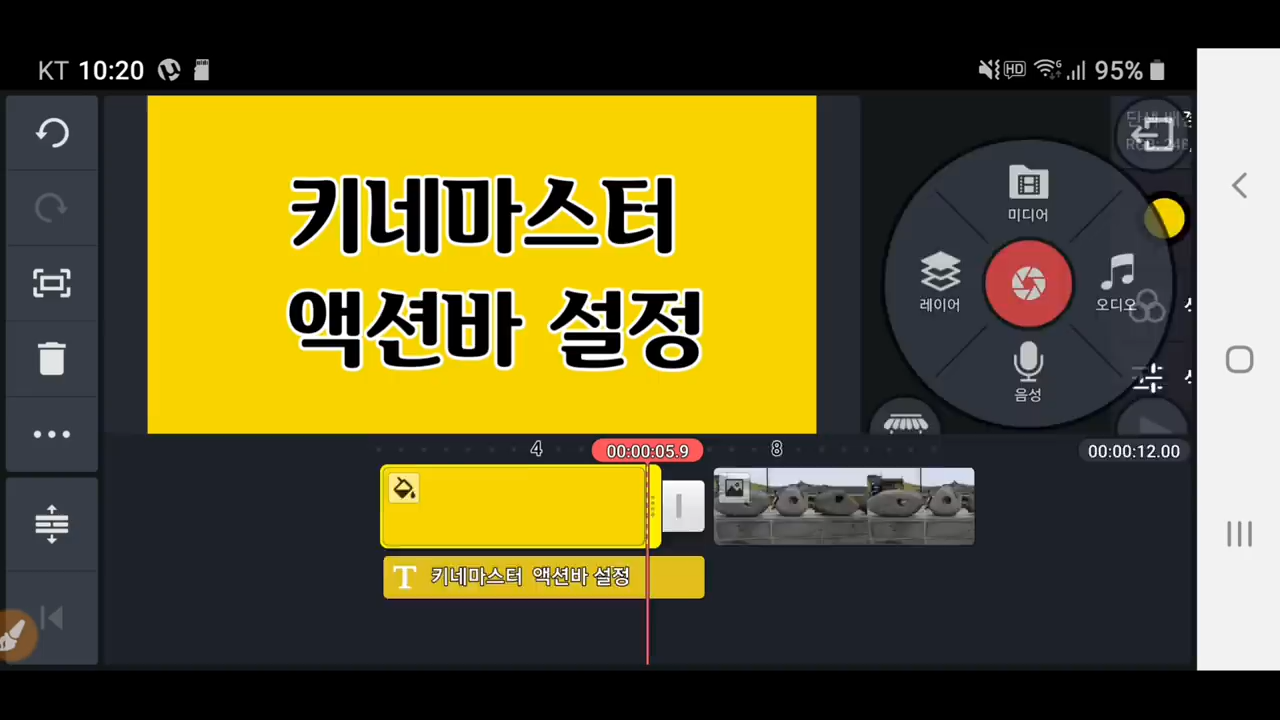 KT 10:20
HD 6 95%
키네마스터
액션바 설정
미디어
레이어
오디오
음성
4
00:00:05.9
8
00:00:12.00
T 키네마스터 액션바 설정